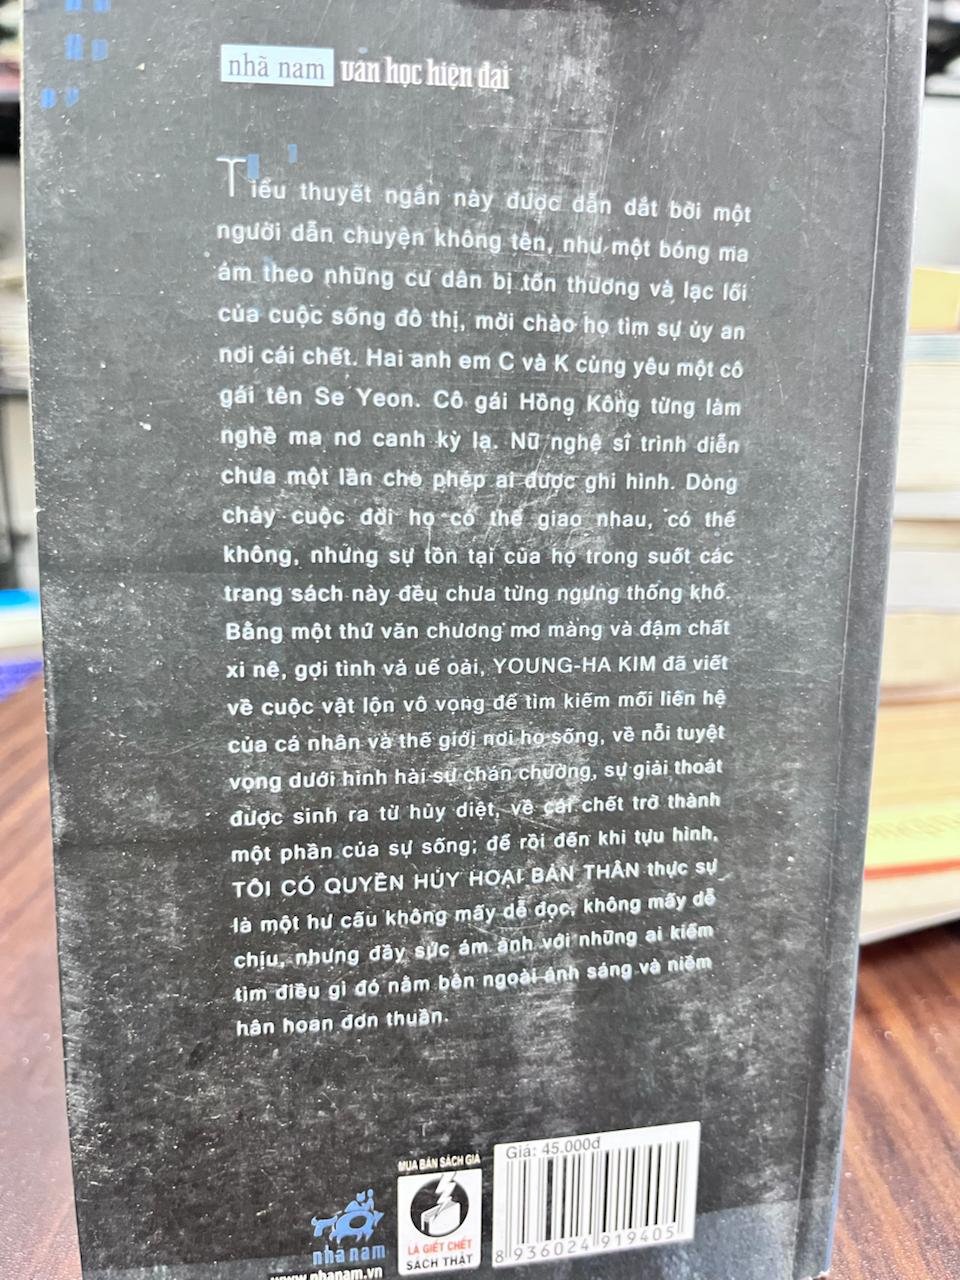 nhã nam văn học hiện đại
Tiểu thuyết ngắn này được dẫn dắt bởi một
người dẫn chuyện không tên, như một bóng ma
ám theo những cư dân bị tổn thương và lạc lối
của cuộc sống đô thị, mời chào họ tìm sự ủy an
nơi cái chết. Hai anh em C và K cùng yêu một cô
gái tên Se Yeon. Cô gái Hồng Kông từng làm
nghề ma nơ canh kỳ lạ. Nữ nghệ sĩ trình diễn
chưa một lần cho phép ai được ghi hình. Dòng
chảy cuộc đời họ có thể giao nhau, có thể
không, nhưng sự tồn tại của họ trong suốt các
trang sách này đều chưa từng ngưng thống khổ.
Bằng một thứ văn chương mơ màng và đậm chất
xi nê, gợi tình và uể oải, YOUNG-HA KIM đã viết
về cuộc vật lộn vô vọng để tìm kiếm mối liên hệ
của cá nhân và thế giới nơi họ sống, về nỗi tuyệt
vọng dưới hình hài sự chán chường, sự giải thoát
được sinh ra từ hủy diệt, về cái chết trở thành
một phần của sự sống; để rồi đến khi tựu hình,
TÔI CÓ QUYỀN HỦY HOẠI BẢN THÂN thực sự
là một hư cấu không mấy dễ đọc, không mấy dễ
chịu, nhưng đầy sức ám ảnh với những ai kiếm
tìm điều gì đó nằm bên ngoài ánh sáng và niềm
hân hoan đơn thuần.
MUA BÁN SÁCH GIẢ
LÀ GIẾT CHẾT
SÁCH THẬT
Giá: 45.000đ
8 936024 919405
nhã nam
www.nhanam.vn